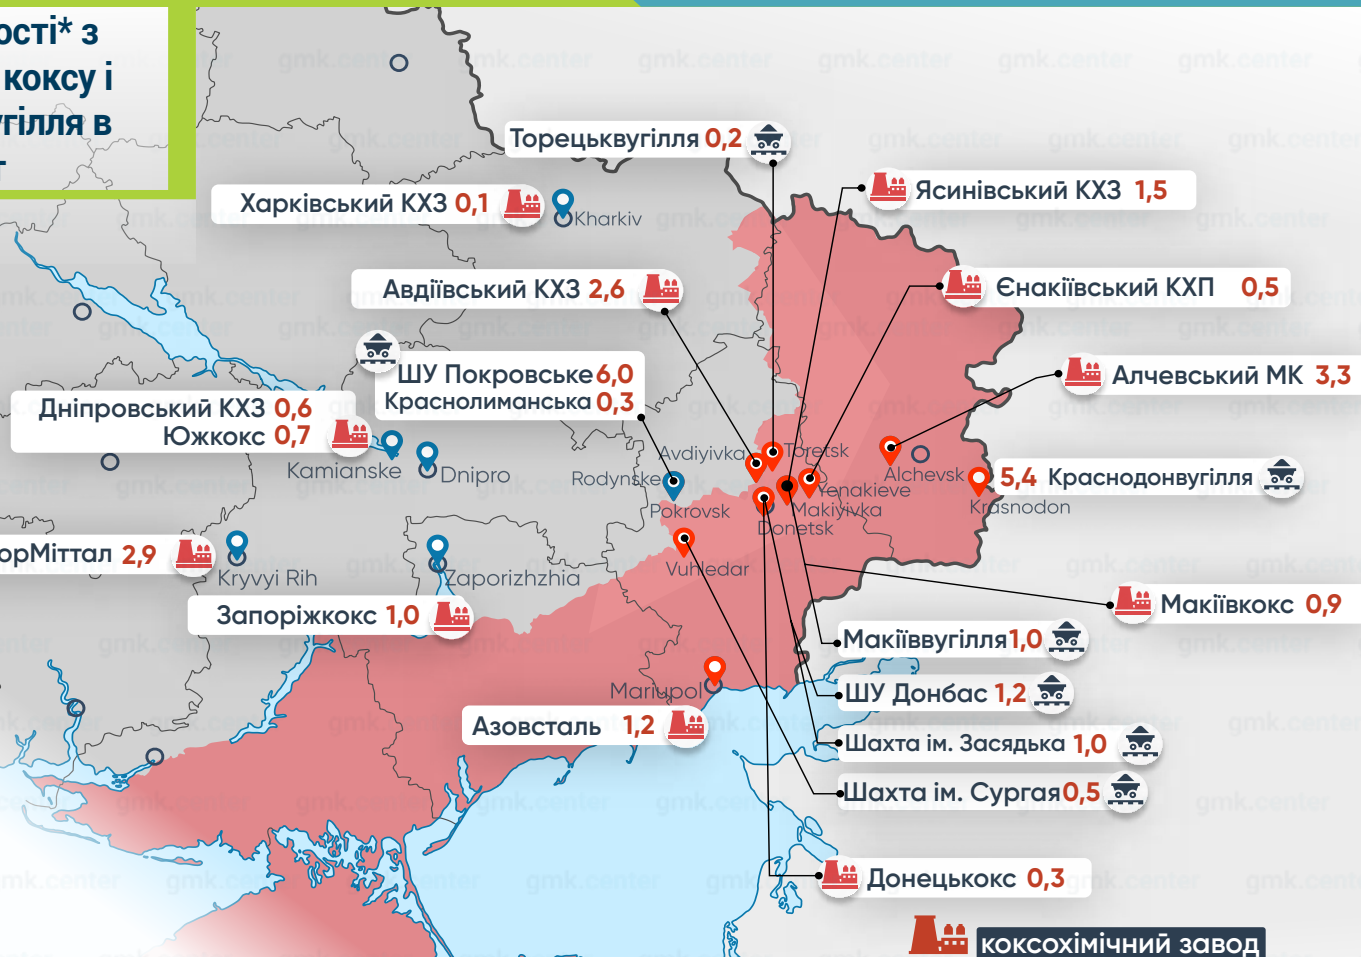 ості* з
коксу і
угілля в
Торецьквугілля 0,2
Ясинівський КХЗ 1,5
Харківський КХЗ 0,1
Kharkiv
Авдіївський КХЗ 2,6
Єнакіївський КХП 0,5
ШУ Покровське 6,0
Краснолиманська 0,3
Алчевський МК 3,3
Дніпровський КХЗ 0,6
Южкокс 0,7
Kamianske
Dnipro
Avdiyivka
Toretsk
Rodynske
Alchevsk
5,4 Краснодонвугілля
Yenakieve
Pokrovsk
Makiyivka
Krasnodon
Donetsk
орМіттал 2,9
Kryvyi Rih
Zaporizhzhia
Vuhledar
Запоріжкокс 1,0
Макіївкокс 0,9
Макіїввугілля 1,0
Mariupol
ШУ Донбас 1,2
Азовсталь 1,2
Шахта ім. Засядька 1,0
Шахта ім. Сургая 0,5
Донецькокс 0,3
коксохімічний завод
gmk.center